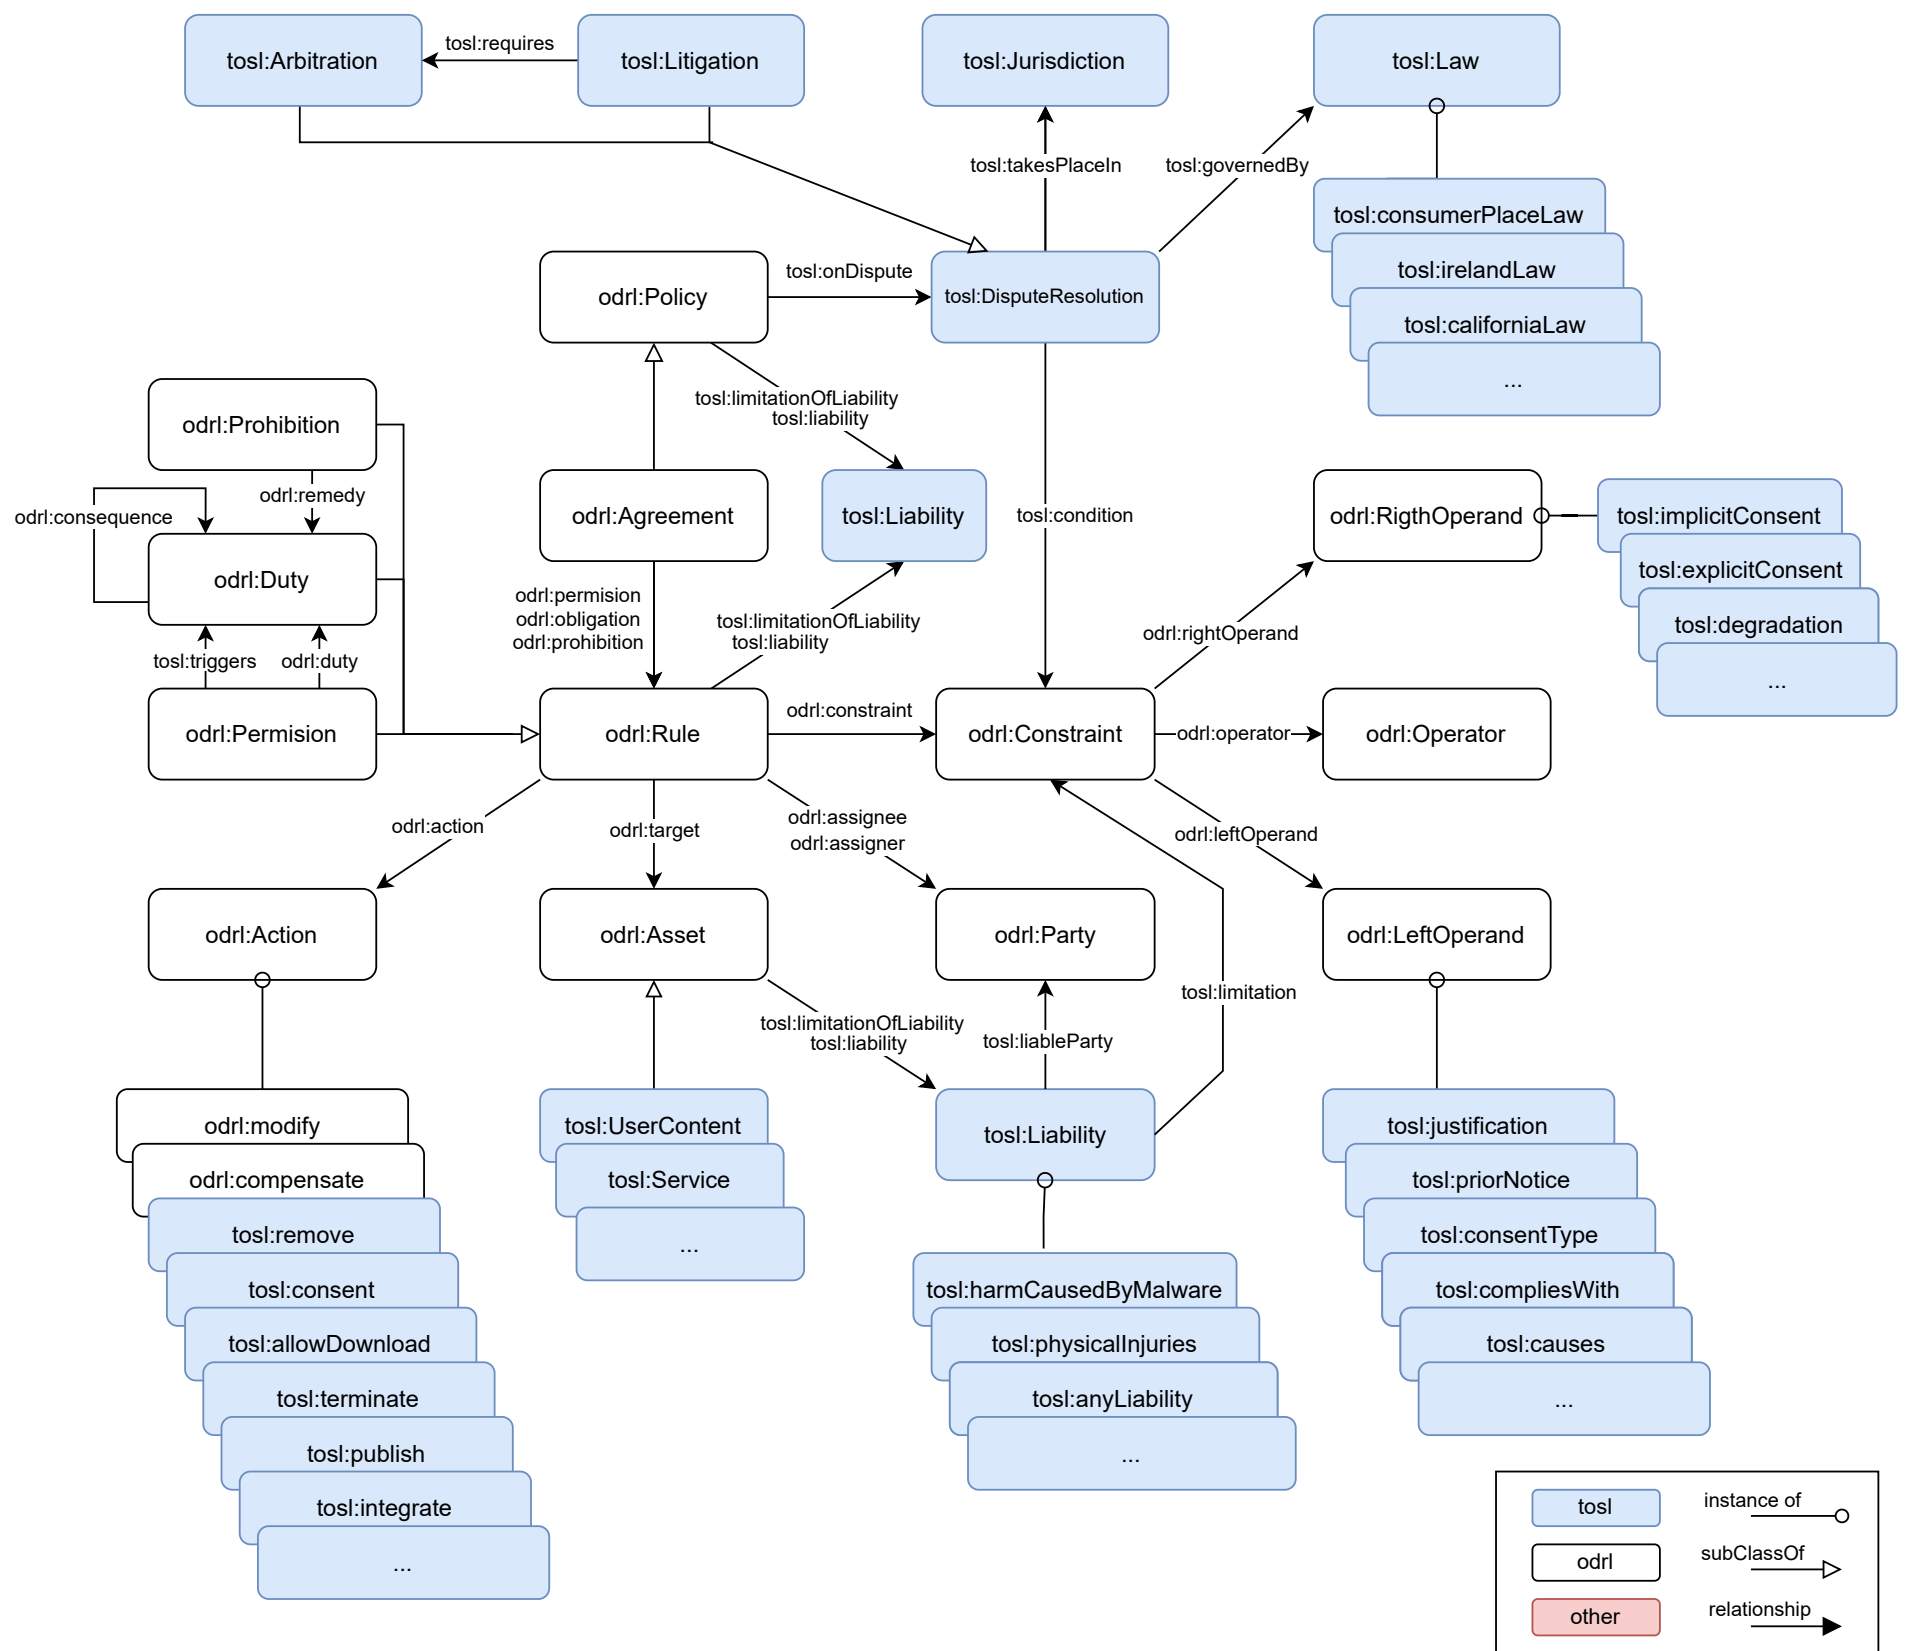 tosl:Arbitration
tosl:requires
tosl:Litigation
tosl:Jurisdiction
tosl:Law
tosl:takesPlaceIn
tosl:governedBy
tosl:consumerPlaceLaw
tosl:irelandLaw
tosl:californiaLaw
...
odrl:Policy
tosl:onDispute
tosl:DisputeResolution
tosl:limitationOfLiability
tosl:liability
odrl:Prohibition
odrl:remedy
odrl:consequence
odrl:Duty
tosl:triggers
odrl:duty
odrl:Permision
odrl:Agreement
tosl:Liability
tosl:condition
odrl:permision
odrl:obligation
odrl:prohibition
tosl:limitationOfLiability
tosl:liability
odrl:RigthOperand
tosl:implicitConsent
tosl:explicitConsent
tosl:degradation
...
odrl:rightOperand
odrl:Rule
odrl:constraint
odrl:Constraint
odrl:operator
odrl:Operator
odrl:action
odrl:target
odrl:assignee
odrl:assigner
odrl:leftOperand
odrl:Action
odrl:Asset
odrl:Party
odrl:LeftOperand
tosl:limitation
tosl:limitationOfLiability
tosl:liability
tosl:liableParty
odrl:modify
odrl:compensate
tosl:remove
tosl:consent
tosl:allowDownload
tosl:terminate
tosl:publish
tosl:integrate
...
tosl:UserContent
tosl:Service
...
tosl:Liability
tosl:harmCausedByMalware
tosl:physicalInjuries
tosl:anyLiability
...
tosl:justification
tosl:priorNotice
tosl:consentType
tosl:compliesWith
tosl:causes
...
tosl
instance of
odrl
subClassOf
other
relationship